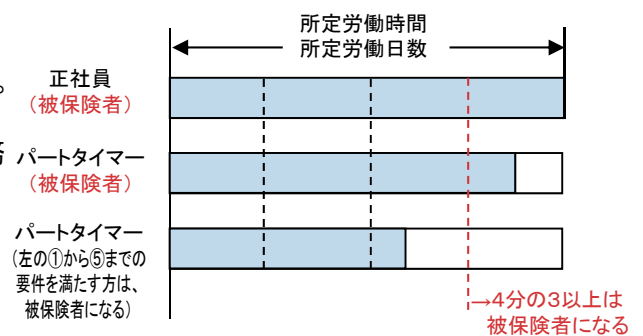 所定労働時間
所定労働日数
。
正社員
（被保険者）
務
パートタイマー
（被保険者）
パートタイマー
（左の①から⑤までの
要件を満たす方は、
被保険者になる）
→4分の3以上は
被保険者になる